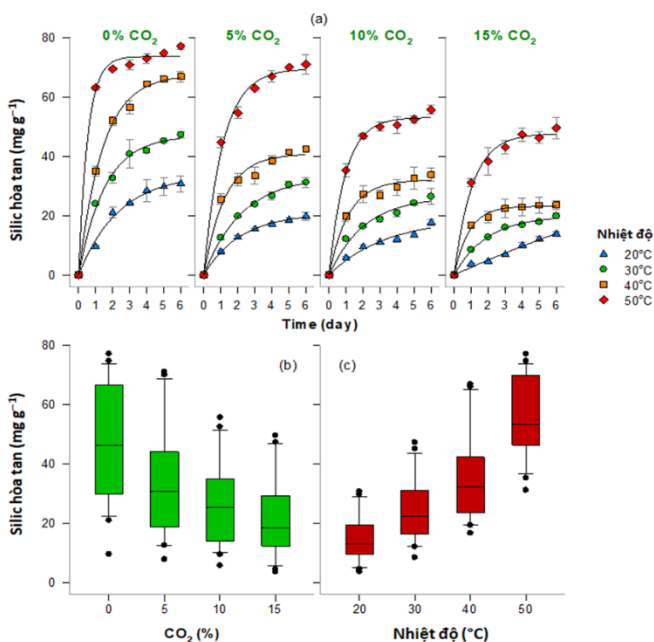 (a)
0% CO₂ 5% CO₂ 10% CO₂ 15% CO₂
Silic hòa tan (mg g⁻¹)
80
60
40
20
0
0 1 2 3 4 5 6 0 1 2 3 4 5 6 0 1 2 3 4 5 6 0 1 2 3 4 5 6
Time (day)
Nhiệt độ
20°C
30°C
40°C
50°C
(b) (c)
Silic hòa tan (mg g⁻¹)
80
60
40
20
0
0 5 10 15 20 30 40 50
CO₂ (%) Nhiệt độ (°C)